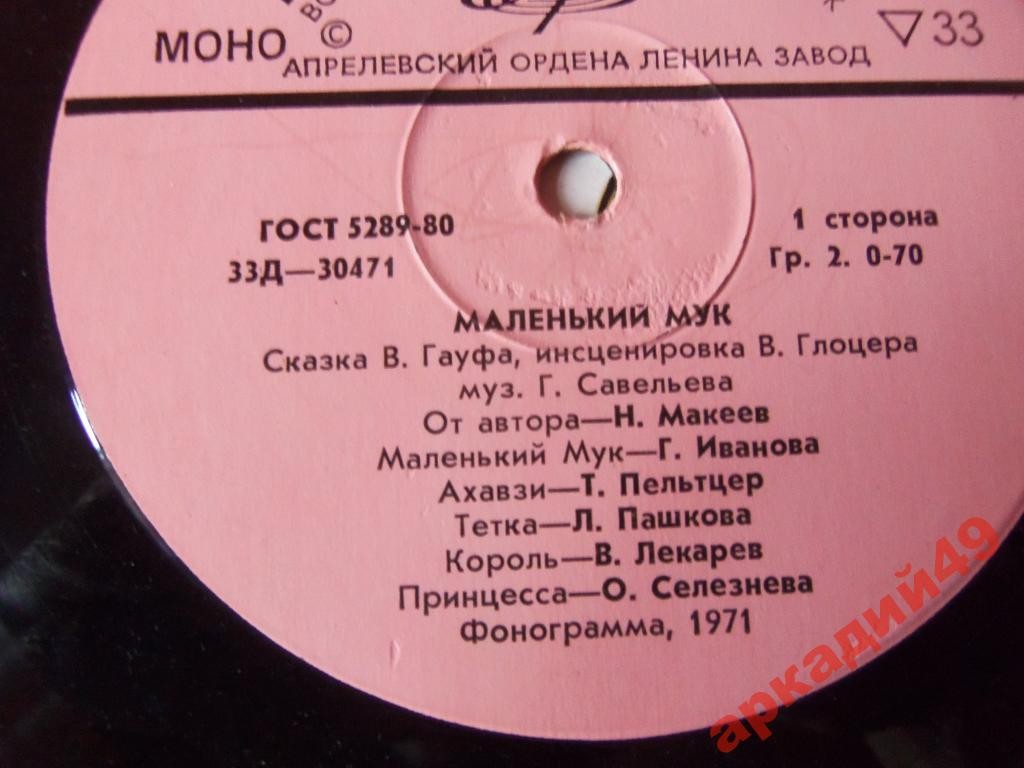 МОНО
©
▽33
АПРЕЛЕВСКИЙ ОРДЕНА ЛЕНИНА ЗАВОД
ГОСТ 5289-80
1 сторона
33Д—30471
Гр. 2. 0-70
МАЛЕНЬКИЙ МУК
Сказка В. Гауфа, инсценировка В. Глоцера
муз. Г. Савельева
От автора—Н. Макеев
Маленький Мук—Г. Иванова
Ахавзи—Т. Пельтцер
Тетка—Л. Пашкова
Король—В. Лекарев
Принцесса—О. Селезнева
Фонограмма, 1971
аркадий49